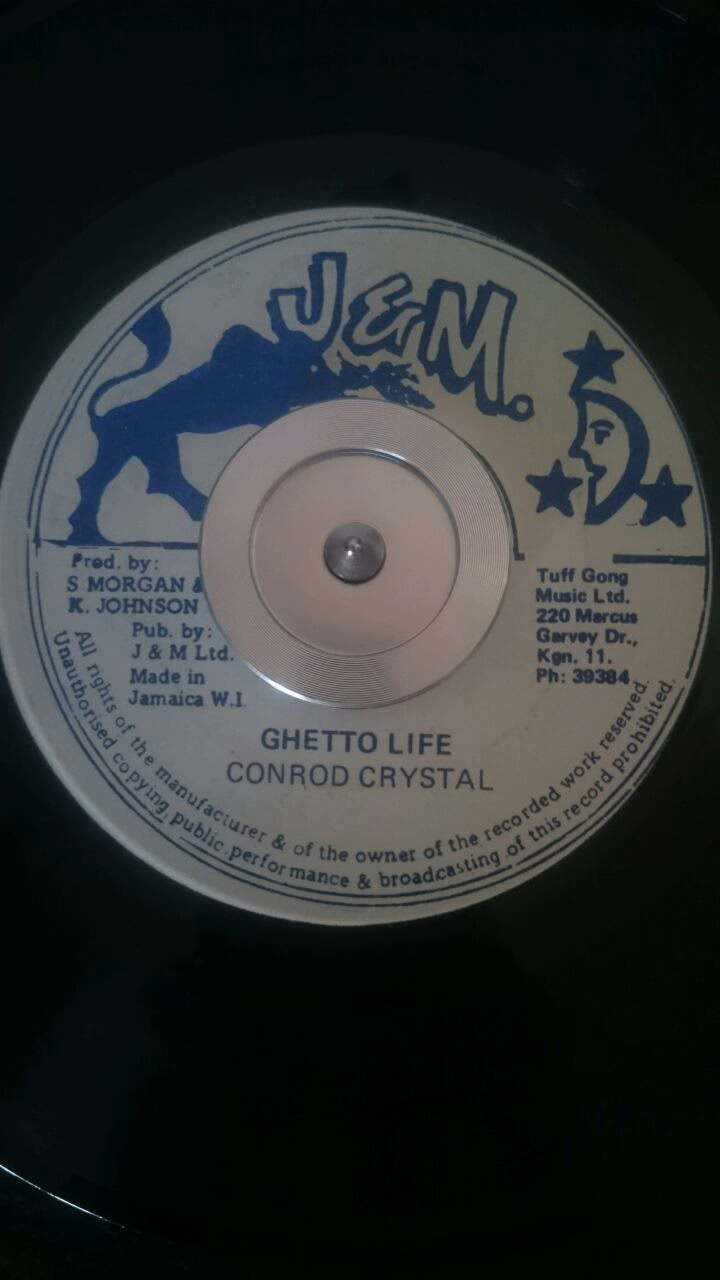 J&M.
Prod. by:
S MORGAN &
K. JOHNSON
Pub. by:
J & M Ltd.
Made in
Jamaica W.I.
Tuff Gong
Music Ltd.
220 Marcus
Garvey Dr.,
Kgn. 11.
Ph: 39384
GHETTO LIFE
CONROD CRYSTAL
All rights of the manufacturer & of the owner of the recorded work reserved.
Unauthorised copying, public performance & broadcasting of this record prohibited.